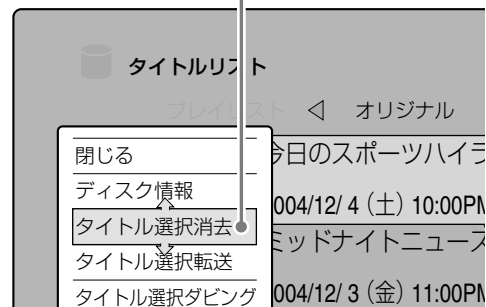 タイトルリスト
プレイリスト ◁ オリジナル
閉じる
ディスク情報
タイトル選択消去
タイトル選択転送
タイトル選択ダビング
今日のスポーツハイラ
004/12/ 4 (土) 10:00PM
ミッドナイトニュース
004/12/ 3 (金) 11:00PM